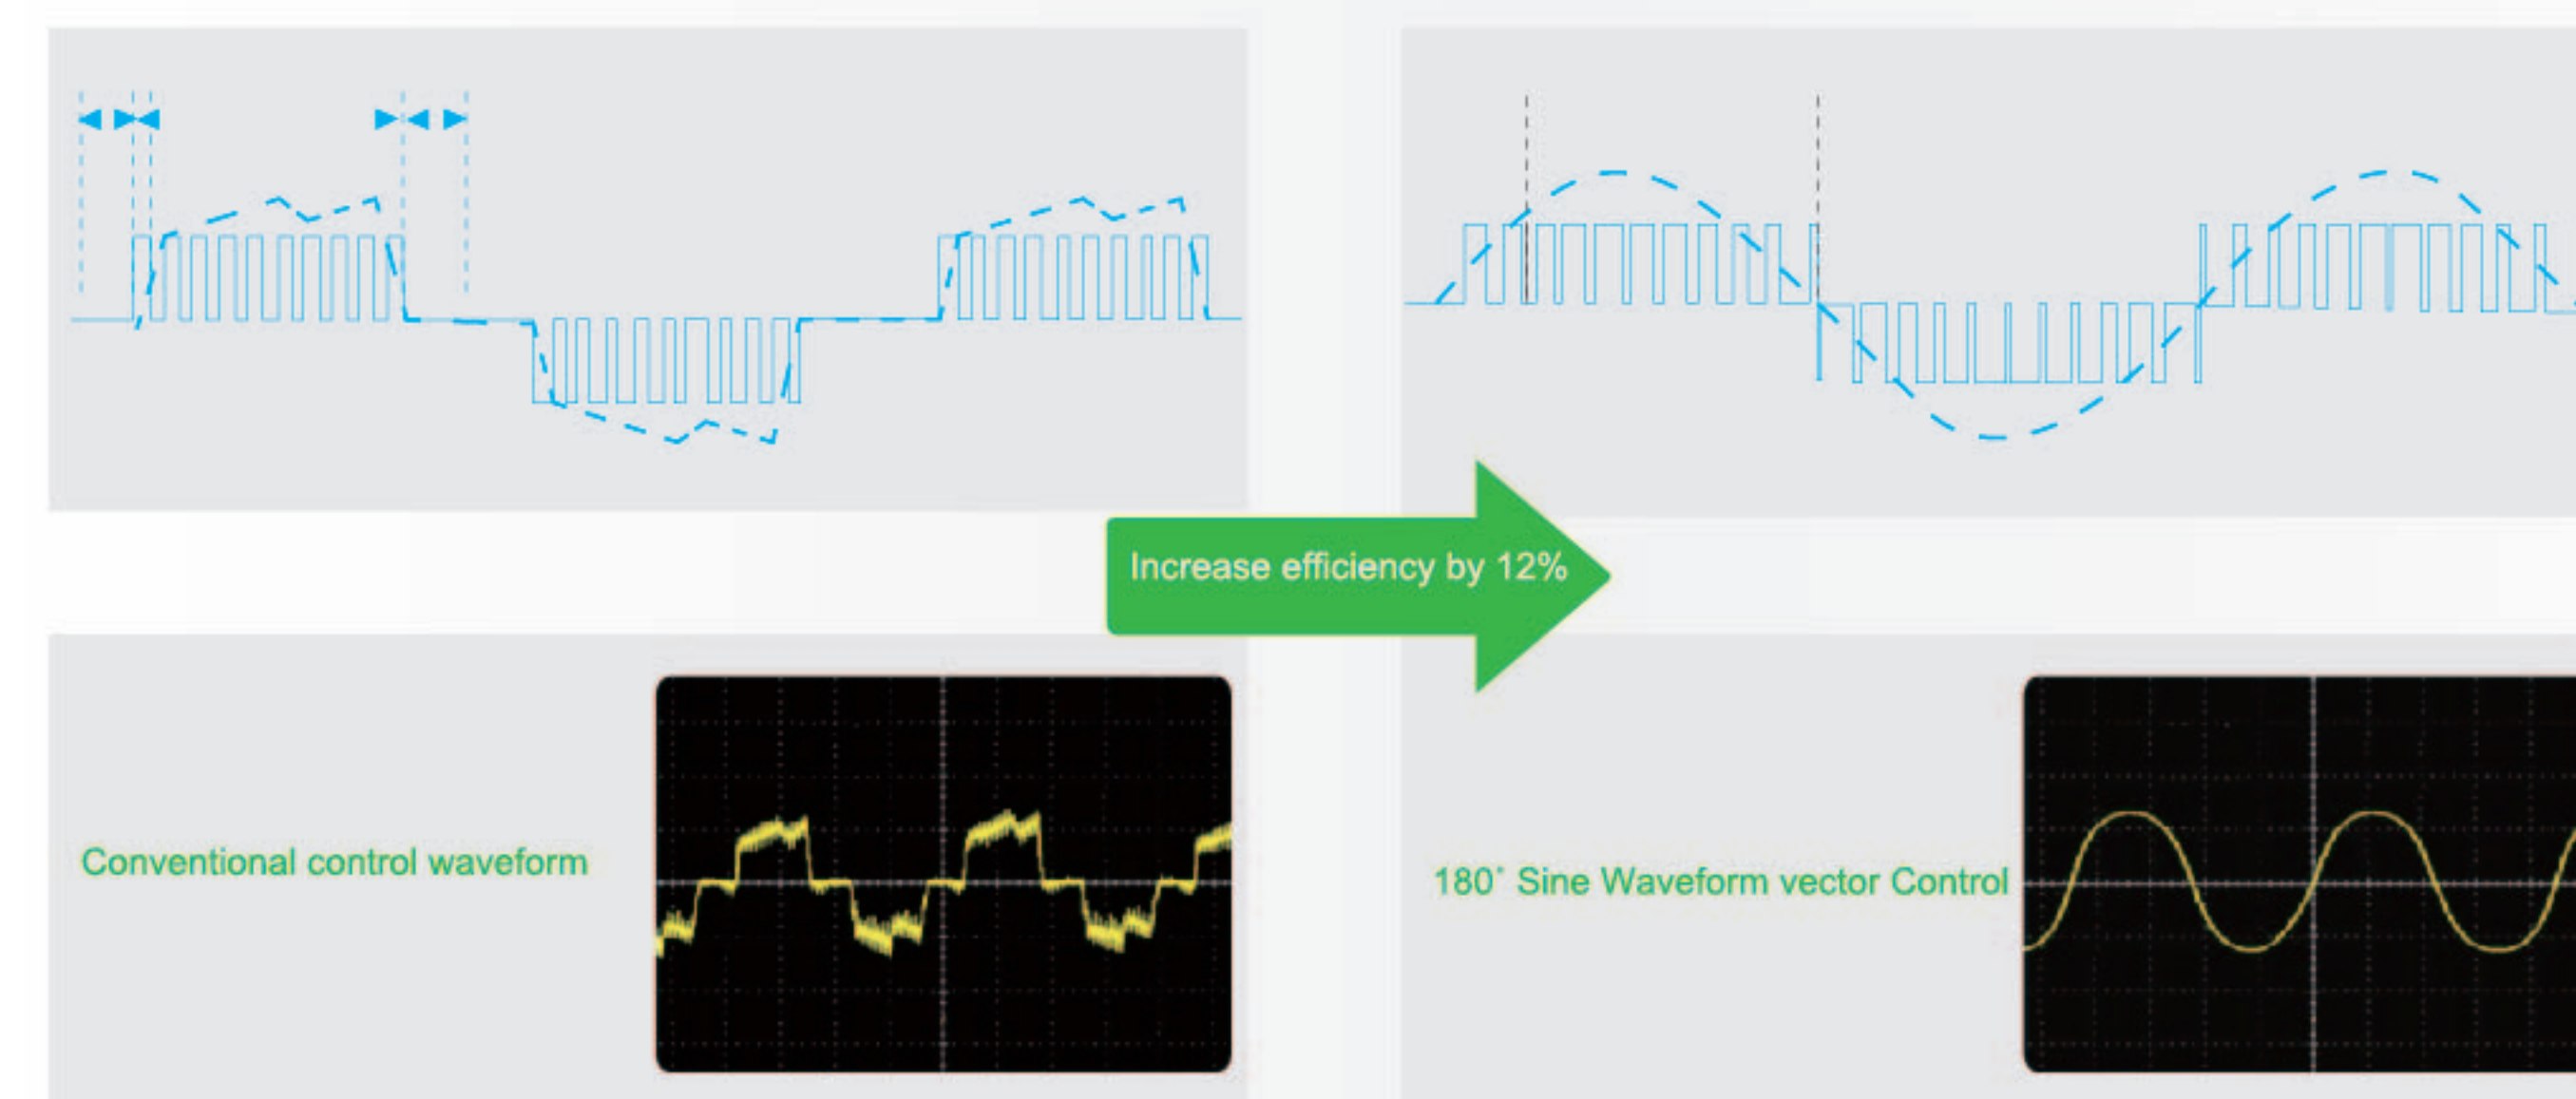 Increase efficiency by 12%
Conventional control waveform
180° Sine Waveform vector Control